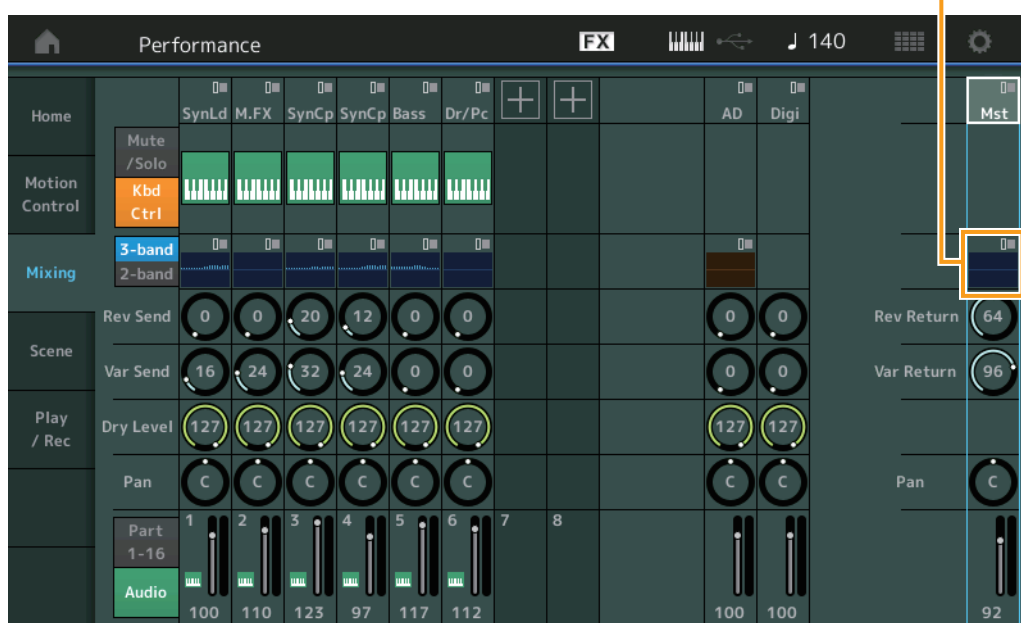 Performance FX 140
SynLd M.FX SynCp SynCp Bass Dr/Pc AD Digi Mst
Home
Mute
/Solo
Motion
Control
Kbd
Ctrl
3-band
2-band
Mixing
Rev Send 0 0 20 12 0 0 0 0 Rev Return 64
Scene
Var Send 16 24 32 24 0 0 0 0 Var Return 96
Play
/ Rec
Dry Level 127 127 127 127 127 127 127 127
Pan C C C C C C C C Pan C
1 2 3 4 5 6 7 8
Part
1-16
Audio
100 110 123 97 117 112 100 100 92